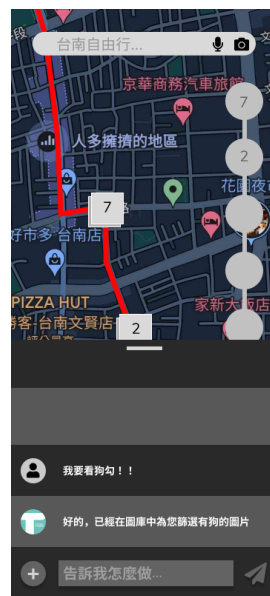 段
台南自由行...
京華商務汽車旅館
7
人多擁擠的地區
2
花園夜
7
好市多 台南店
PIZZA HUT
家新大飯店
客 台南文賢店
2
我要看狗勾！！
好的，已經在圖庫中為您篩選有狗的圖片
告訴我怎麼做...